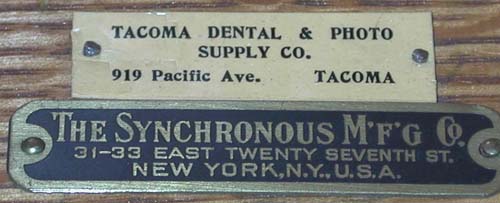 TACOMA DENTAL & PHOTO
SUPPLY CO.
919 Pacific Ave. TACOMA
THE SYNCHRONOUS M'F'G CO.
31-33 EAST TWENTY SEVENTH ST.
NEW YORK, N.Y., U.S.A.